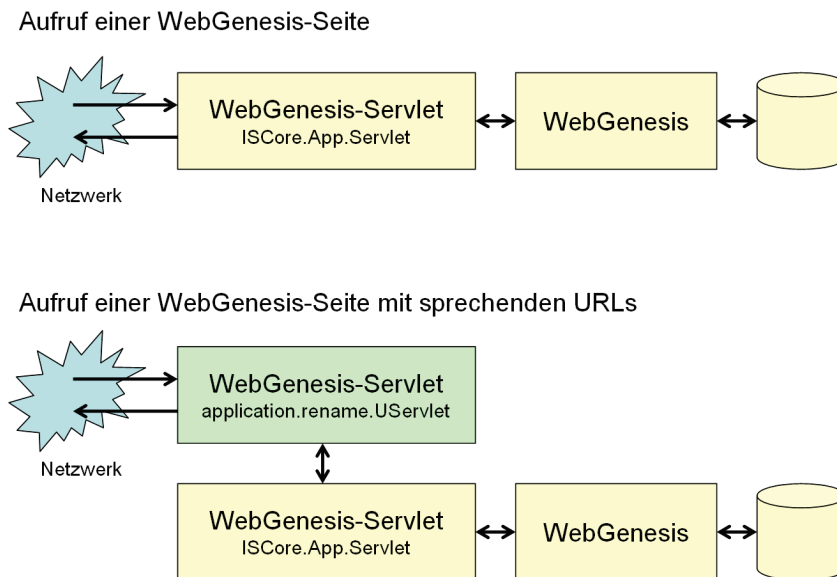 Aufruf einer WebGenesis-Seite
WebGenesis-Servlet
ISCore.App.Servlet
WebGenesis
Netzwerk
Aufruf einer WebGenesis-Seite mit sprechenden URLs
WebGenesis-Servlet
application.rename.UServlet
Netzwerk
WebGenesis-Servlet
ISCore.App.Servlet
WebGenesis